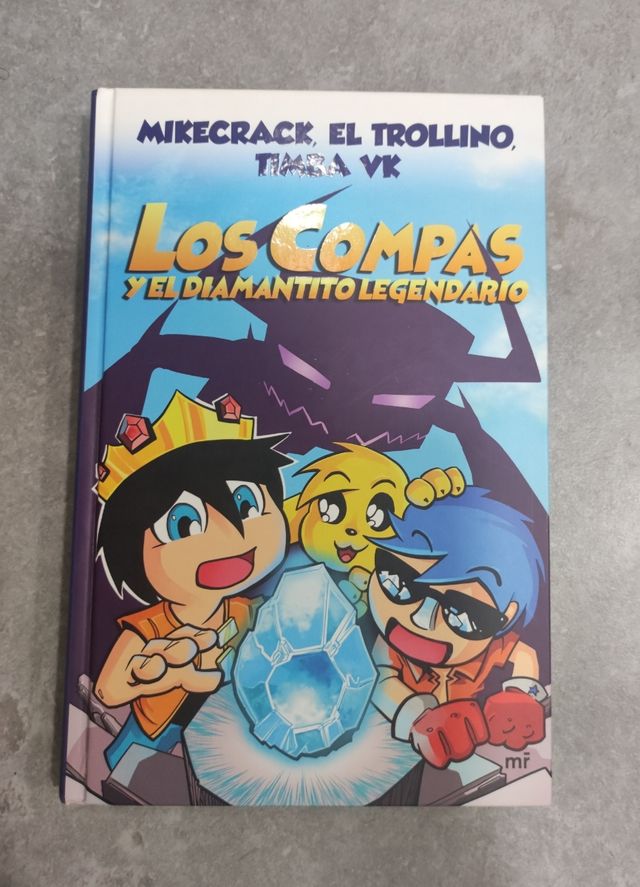 MIKECRACK, EL TROLLINO,
TIMBA VK
LOS COMPAS
Y EL DIAMANTITO LEGENDARIO
mr